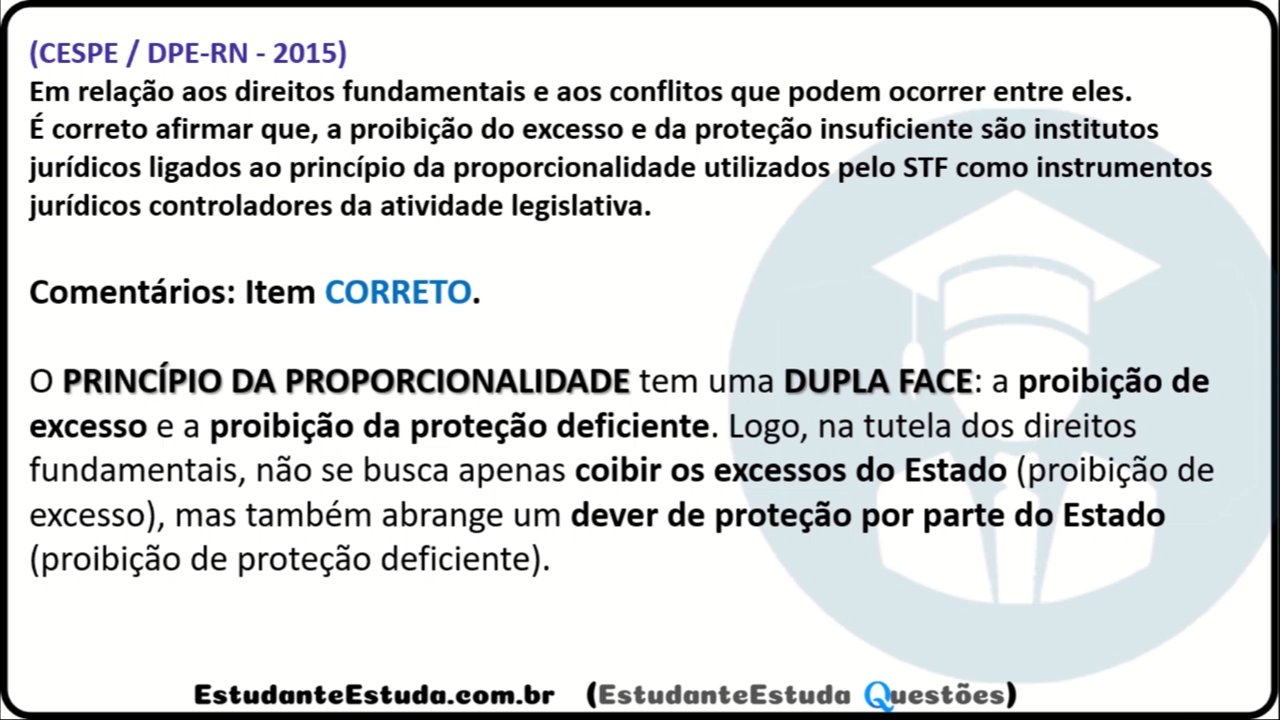 (CESPE / DPE-RN - 2015)
Em relação aos direitos fundamentais e aos conflitos que podem ocorrer entre eles.
É correto afirmar que, a proibição do excesso e da proteção insuficiente são institutos
jurídicos ligados ao princípio da proporcionalidade utilizados pelo STF como instrumentos
jurídicos controladores da atividade legislativa.
Comentários: Item CORRETO.
O PRINCÍPIO DA PROPORCIONALIDADE tem uma DUPLA FACE: a proibição de
excesso e a proibição da proteção deficiente. Logo, na tutela dos direitos
fundamentais, não se busca apenas coibir os excessos do Estado (proibição de
excesso), mas também abrange um dever de proteção por parte do Estado
(proibição de proteção deficiente).
EstudanteEstuda.com.br (EstudanteEstuda Questões)